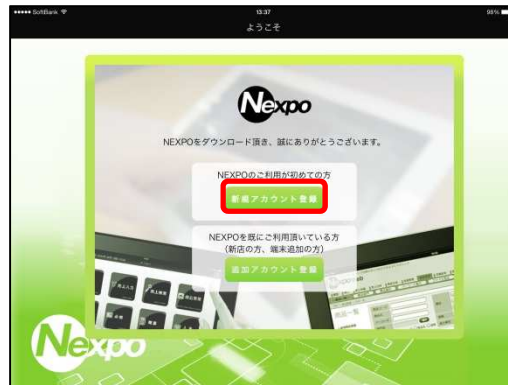 SoftBank 13:37 98%
ようこそ
Nexpo
NEXPOをダウンロード頂き、誠にありがとうございます。
NEXPOのご利用が初めての方
新規アカウント登録
NEXPOを既にご利用頂いている方
(新店の方、端末追加の方)
追加アカウント登録
Nexpo